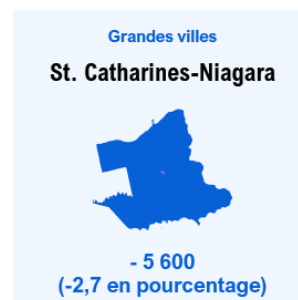 Grandes villes
St. Catharines-Niagara
- 5 600
(-2,7 en pourcentage)